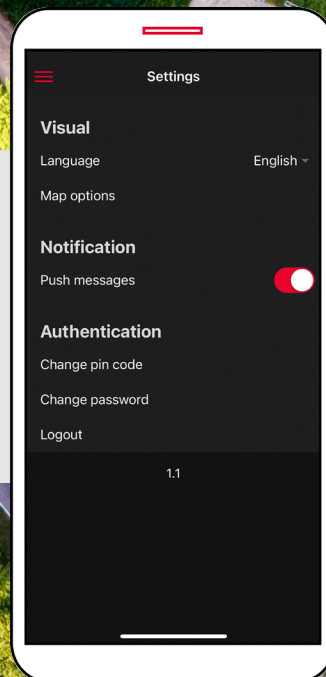 Settings
Visual
Language English
Map options
Notification
Push messages
Authentication
Change pin code
Change password
Logout
1.1